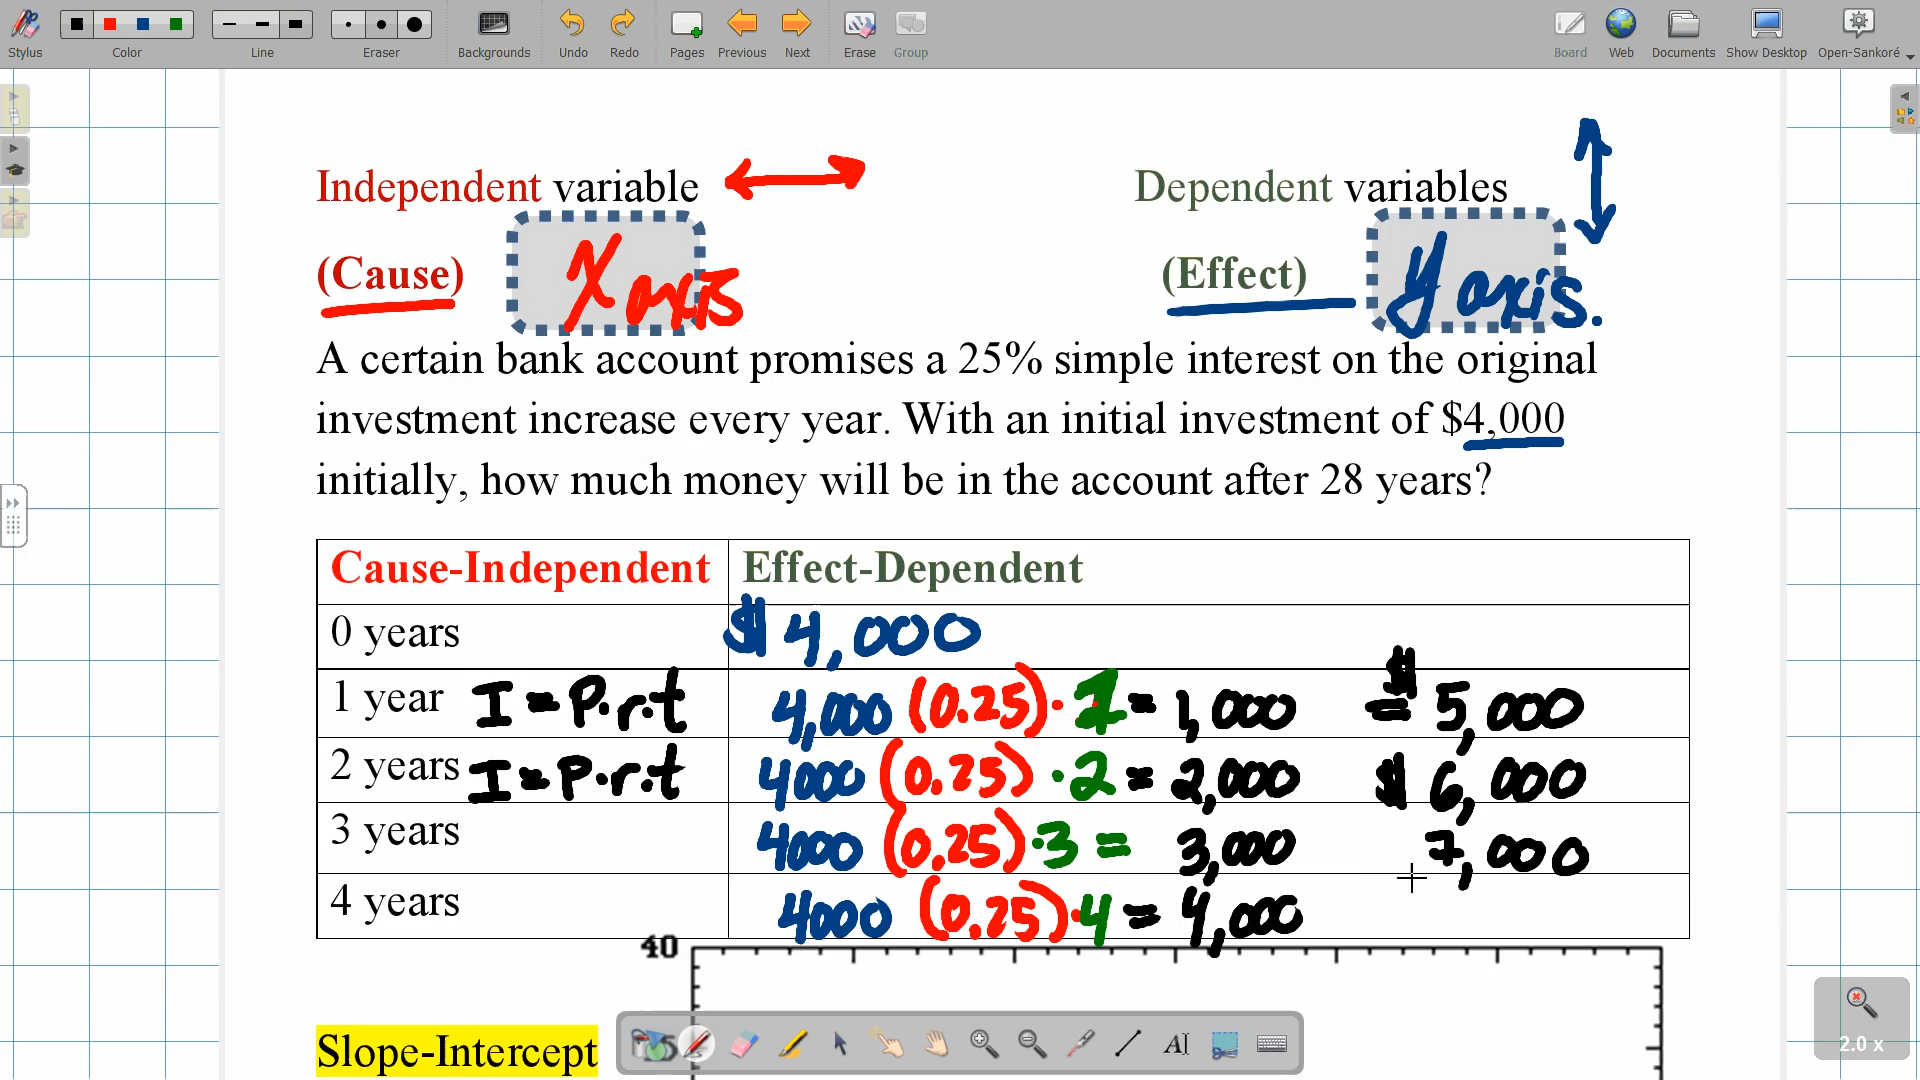 Stylus Color Line Eraser Backgrounds Undo Redo Pages Previous Next Erase Group Board Web Documents Show Desktop Open-Sankoré
Independent variable
Dependent variables
(Cause) X axis
(Effect) Y axis.
A certain bank account promises a 25% simple interest on the original
investment increase every year. With an initial investment of $4,000
initially, how much money will be in the account after 28 years?
Cause-Independent Effect-Dependent
0 years $4,000
1 year I = P.r.t 4,000 (0.25) · 1 = 1,000 = $5,000
2 years I = P.r.t 4000 (0.25) · 2 = 2,000 $6,000
3 years 4000 (0.25) · 3 = 3,000 7,000
4 years 4000 (0.25) · 4 = 4,000
40
Slope-Intercept
2.0 x